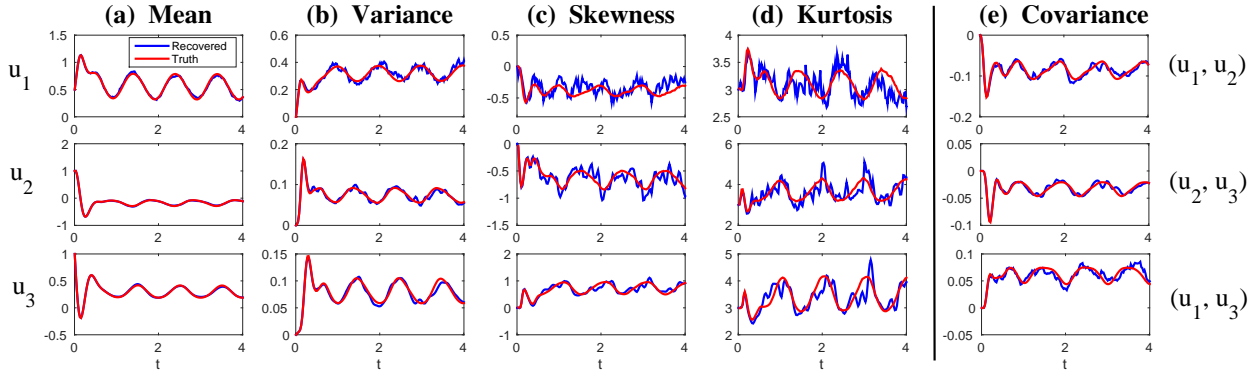 (a) Mean (b) Variance (c) Skewness (d) Kurtosis (e) Covariance
Recovered
Truth
u1 1.5 1 0.5 0 0 2 4
0.6 0.4 0.2 0 0 2 4
0.5 0 -0.5 0 2 4
4 3.5 3 2.5 0 2 4
0 -0.1 -0.2 0 2 4 (u1, u2)
u2 2 1 0 -1 0 2 4
0.2 0.1 0 0 2 4
0 -0.5 -1 -1.5 0 2 4
6 4 2 0 2 4
0.05 0 -0.05 -0.1 0 2 4 (u2, u3)
u3 1 0.5 0 -0.5 0 2 4 t
0.15 0.1 0.05 0 0 2 4 t
2 1 0 -1 0 2 4 t
5 4 3 2 0 2 4 t
0.1 0.05 0 -0.05 0 2 4 t (u1, u3)